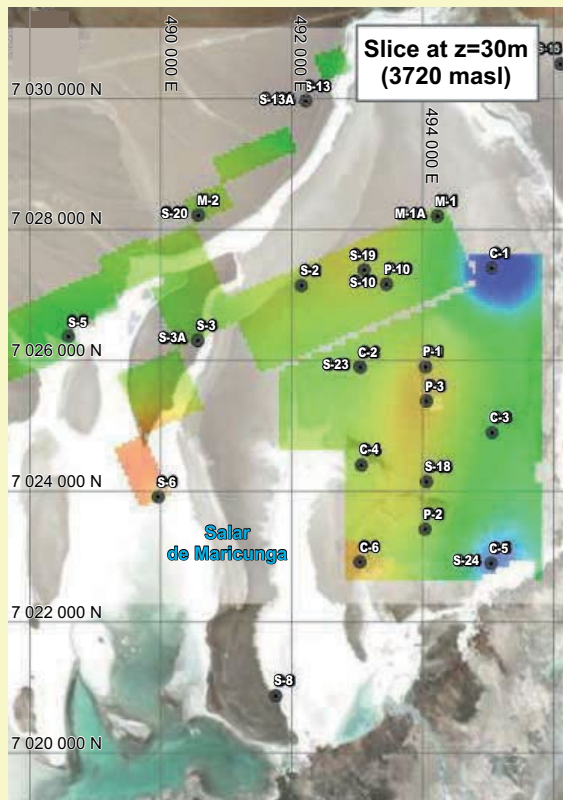 Slice at z=30m
(3720 masl)
490 000 E
492 000 E
494 000 E
S-15
S-13
S-13A
7 030 000 N
M-2
S-20
M-1
M-1A
7 028 000 N
S-19
C-1
S-2
P-10
S-10
S-5
S-3
S-3A
7 026 000 N
C-2
P-1
S-23
P-3
C-3
C-4
S-18
S-6
7 024 000 N
P-2
Salar
de Maricunga
C-6
C-5
S-24
7 022 000 N
S-8
7 020 000 N